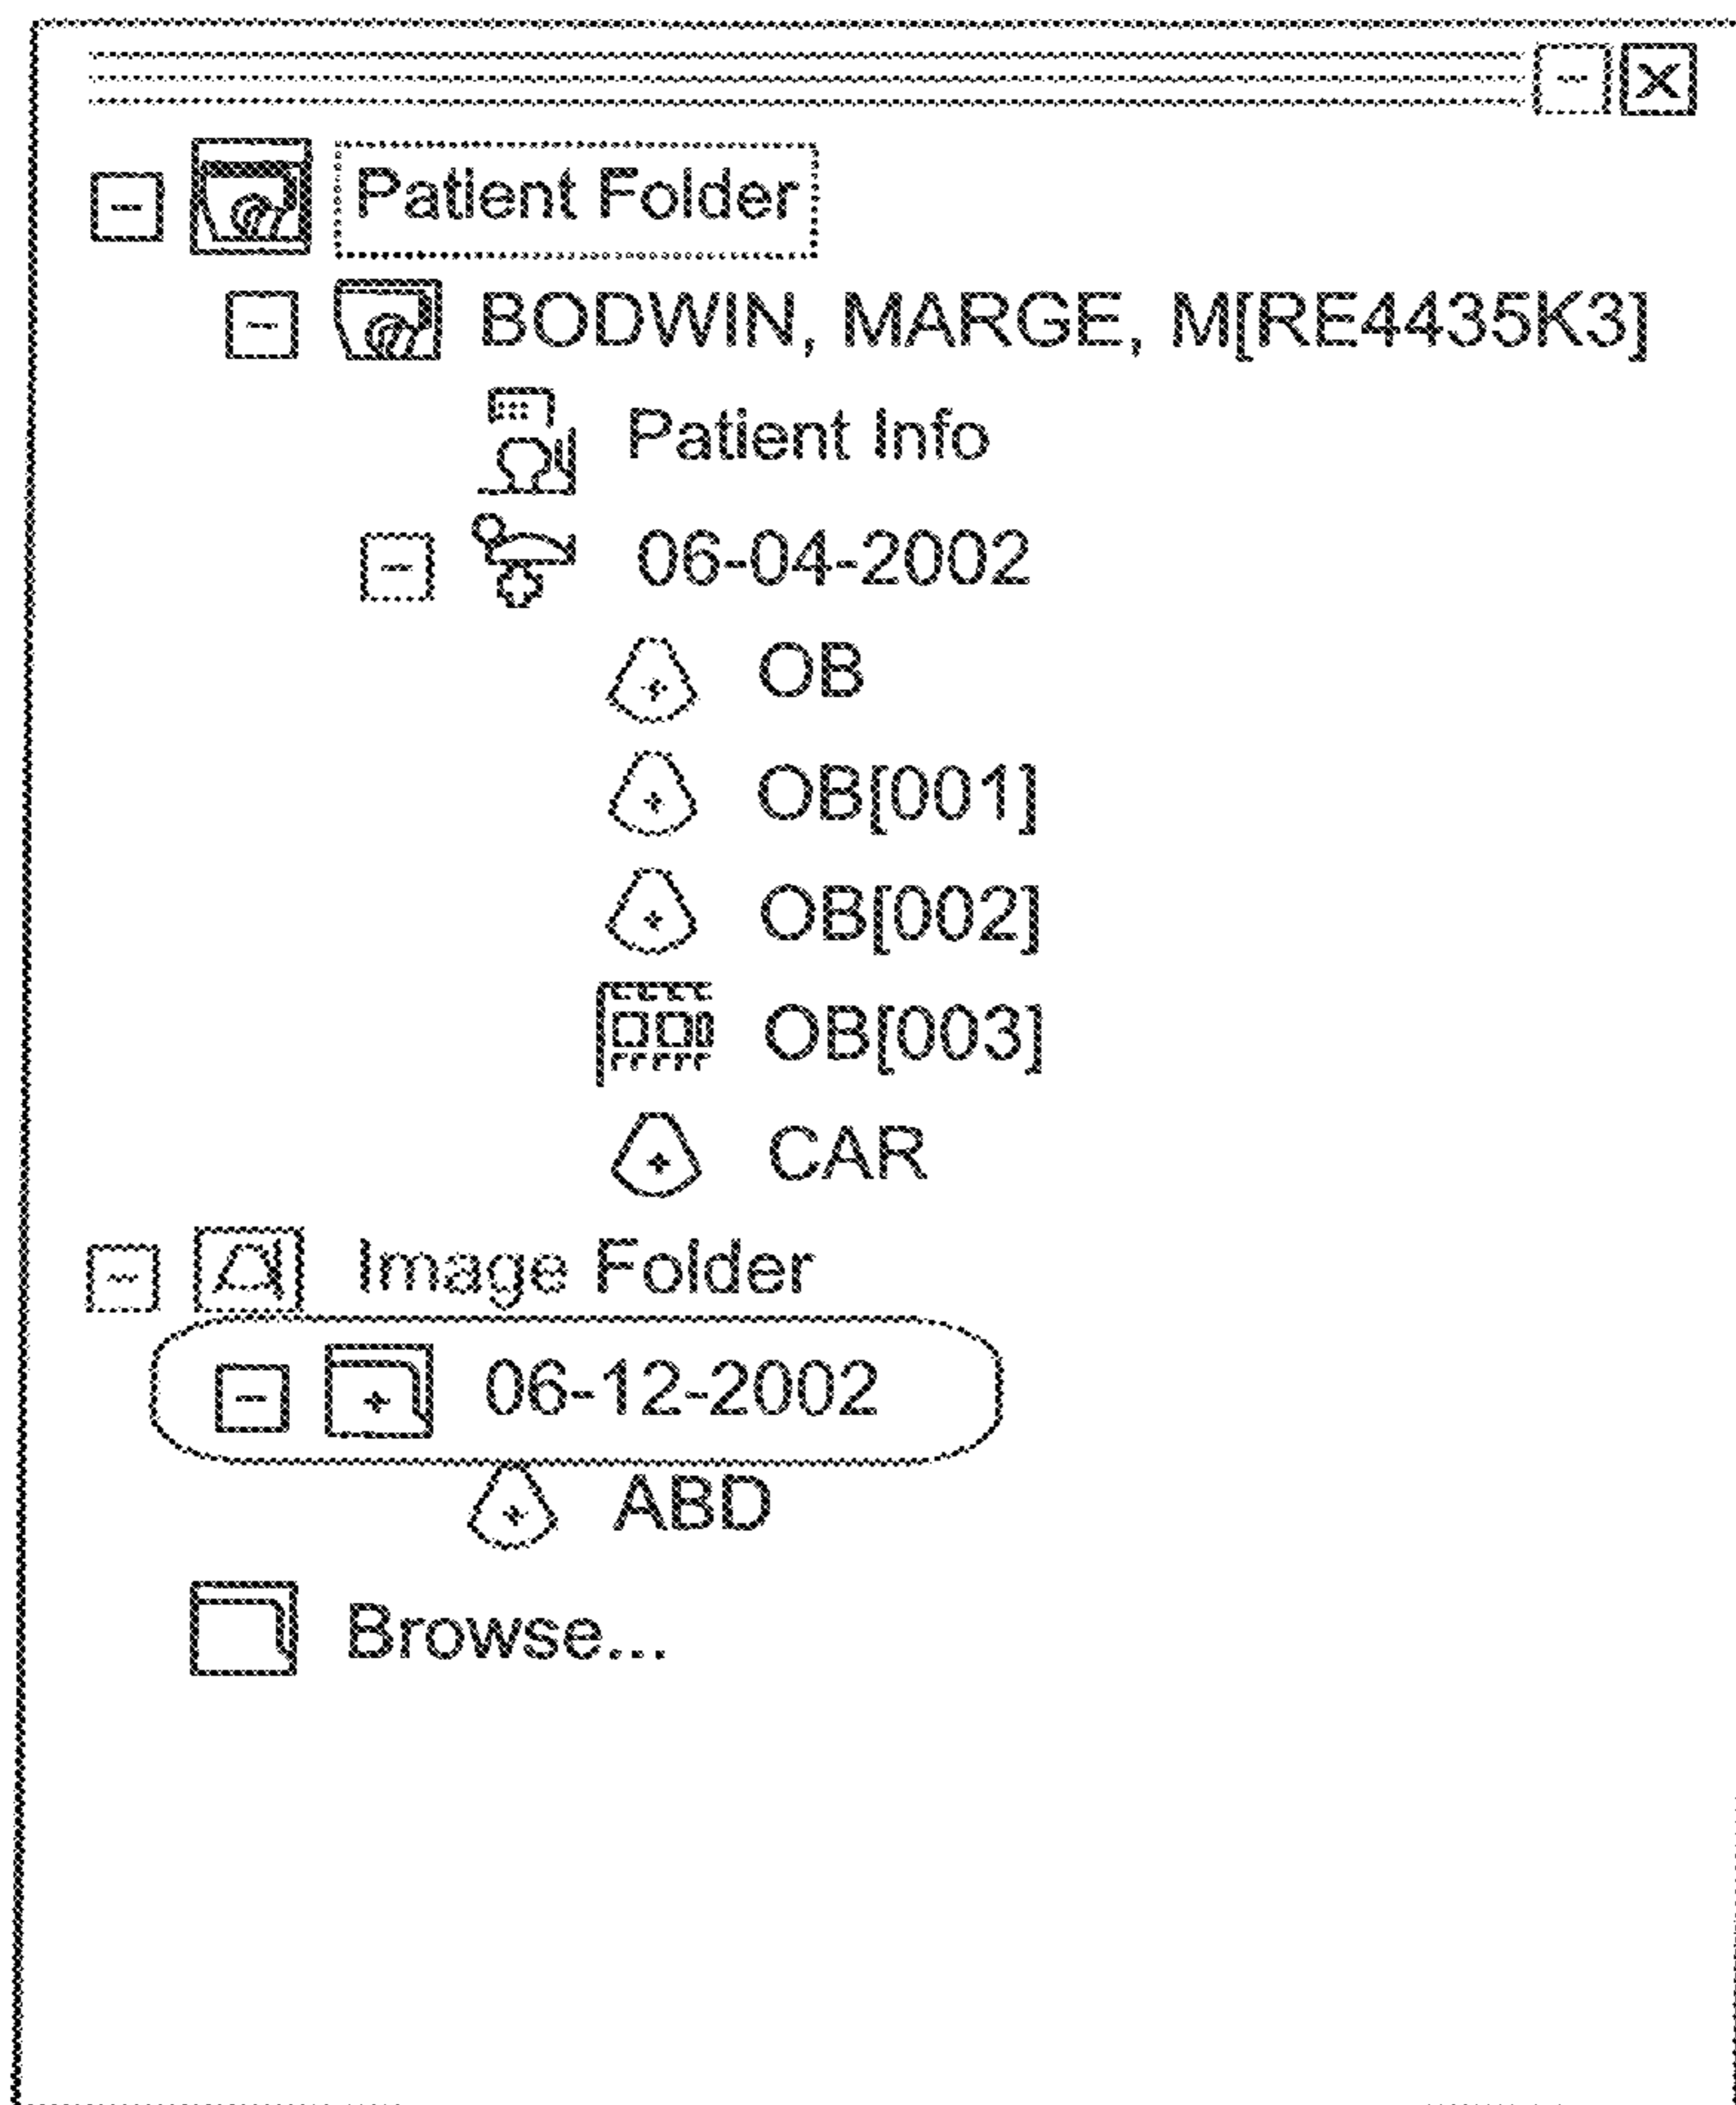 Patient Folder
BODWIN, MARGE, M[RE4435K3]
Patient Info
06-04-2002
OB
OB[001]
OB[002]
OB[003]
CAR
Image Folder
06-12-2002
ABD
Browse...